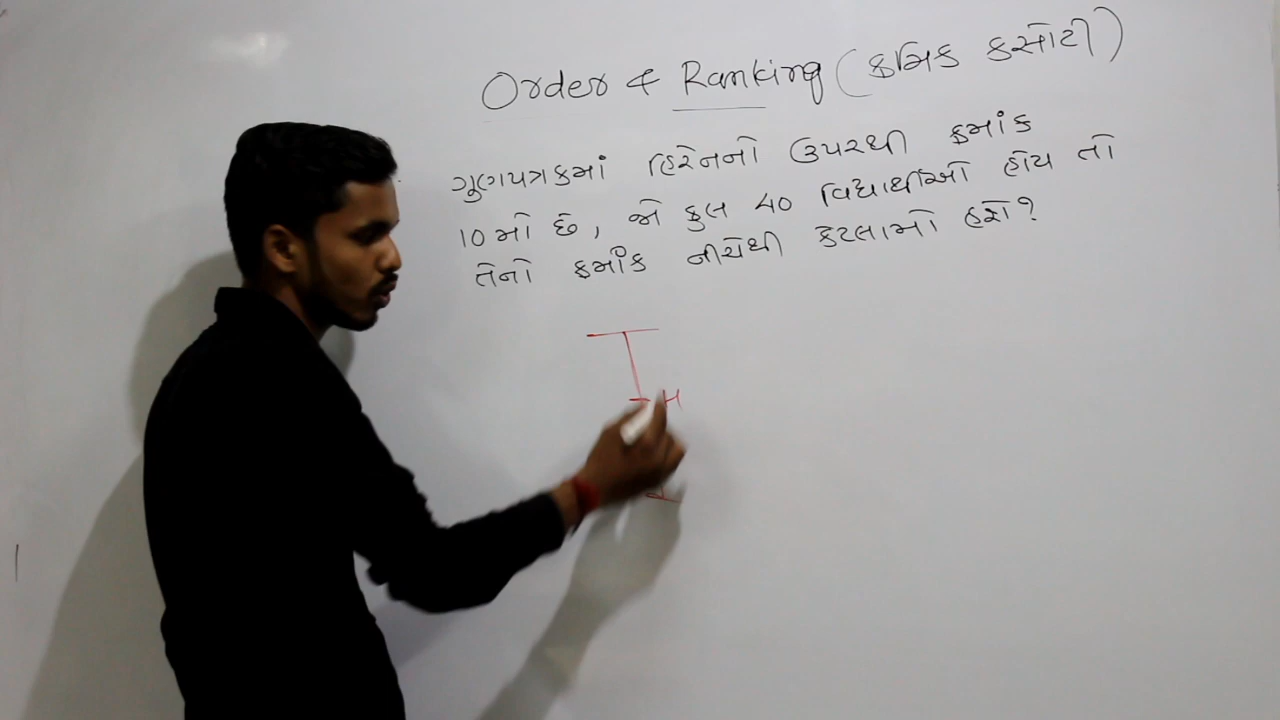 Order & Ranking (ક્રમિક કસોટી)
ગુણપત્રકમાં હિરેનનો ઉપરથી ક્રમાંક
10મો છે, જો કુલ 40 વિદ્યાર્થીઓ હોય તો
તેનો ક્રમાંક નીચેથી કેટલામો હશે?
H